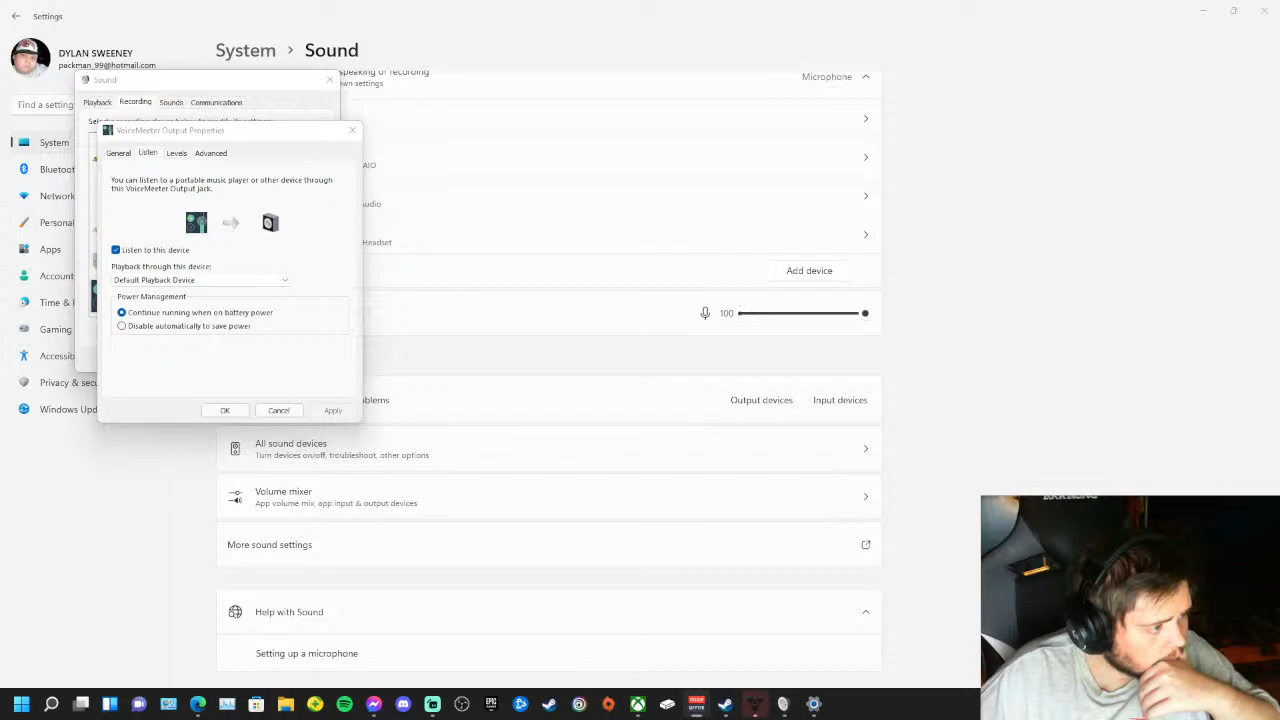 Settings
DYLAN SWEENEY
packman_99@hotmail.com
System > Sound
Find a setting
System
Bluetoot
Network
Personal
Apps
Account
Time &
Gaming
Accessib
Privacy & secu
Windows Upd
speaking or recording
own settings
Microphone
AIO
Audio
Headset
Add device
100
blems
Output devices
Input devices
All sound devices
Turn devices on/off, troubleshoot, other options
Volume mixer
App volume mix, app input & output devices
More sound settings
Help with Sound
Setting up a microphone
Sound
Playback
Recording
Sounds
Communications
VoiceMeeter Output Properties
General
Listen
Levels
Advanced
You can listen to a portable music player or other device through
this VoiceMeeter Output jack.
Listen to this device
Playback through this device:
Default Playback Device
Power Management
Continue running when on battery power
Disable automatically to save power
OK
Cancel
Apply
EPIC